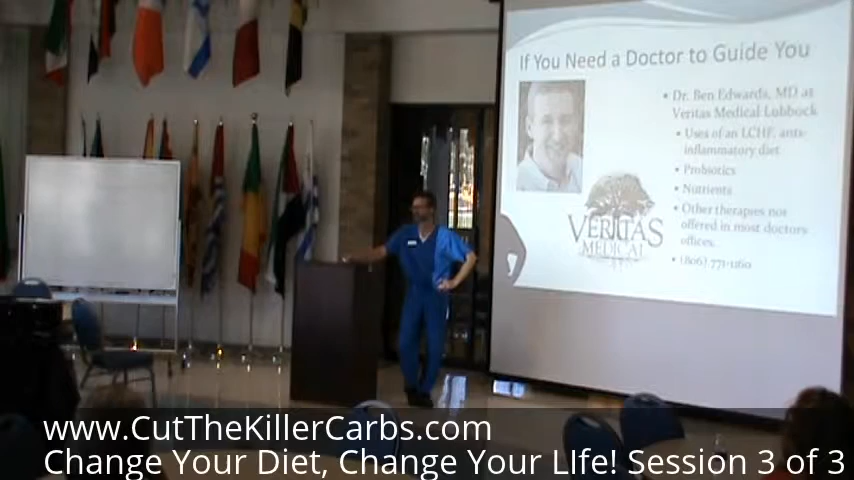 If You Need a Doctor to Guide You
• Dr. Ben Edwards, MD at
Veritas Medical Lubbock
• Uses of an LCHF, anti-
inflammatory diet
• Probiotics
• Nutrients
• Other therapies not
offered in most doctors
offices.
• (806) 771-1160
VERITAS
MEDICAL
www.CutTheKillerCarbs.com
Change Your Diet, Change Your LIfe! Session 3 of 3